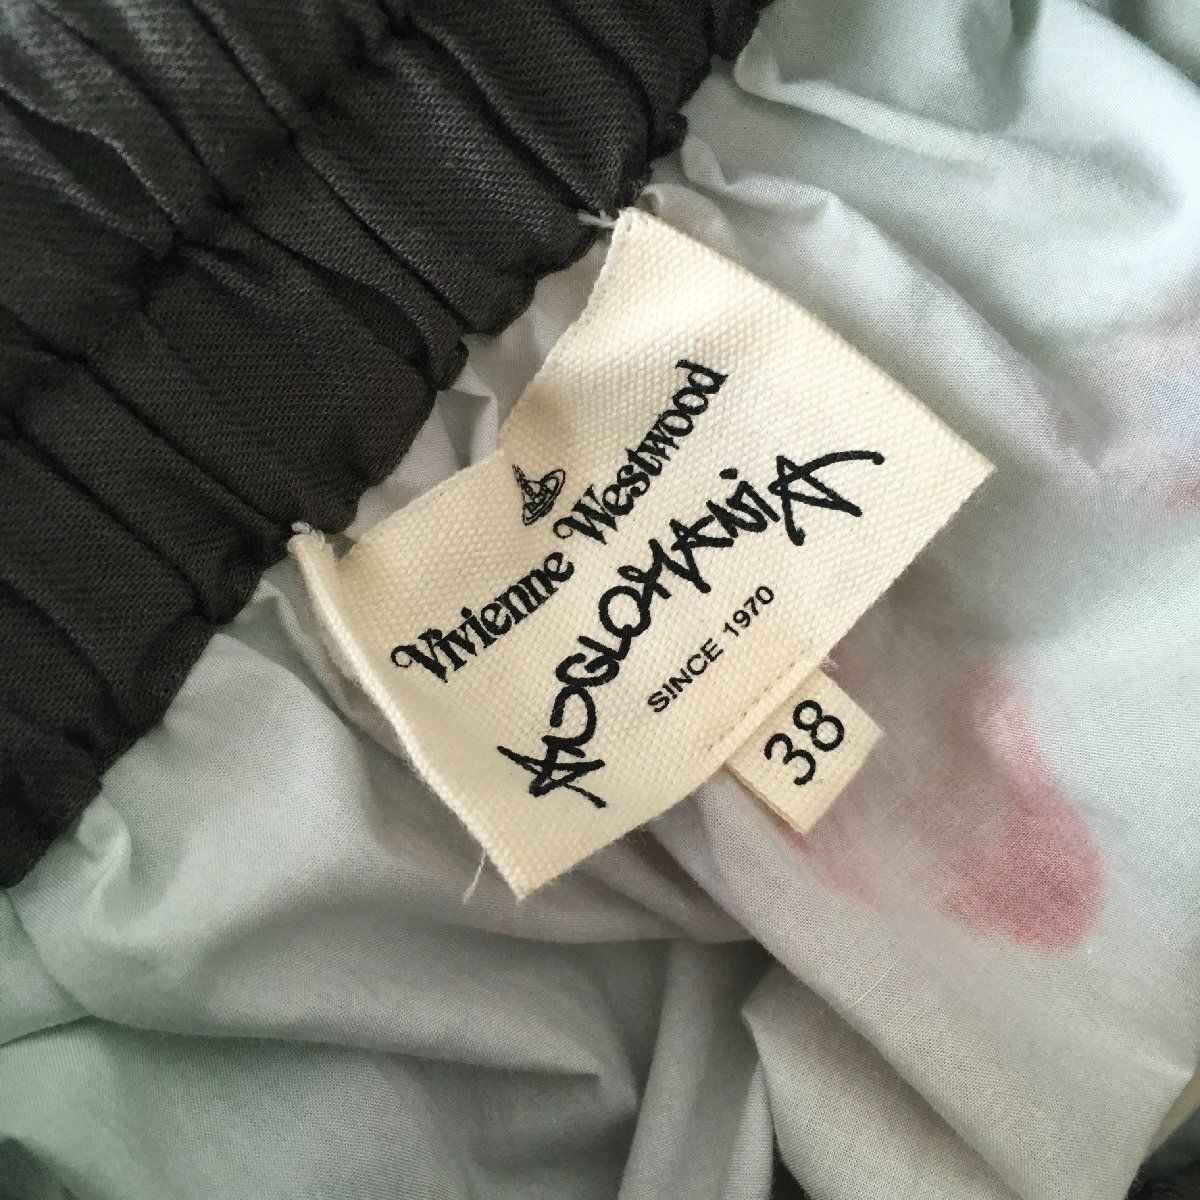 Vivienne Westwood
ANGLOMANiA
SINCE 1970
38